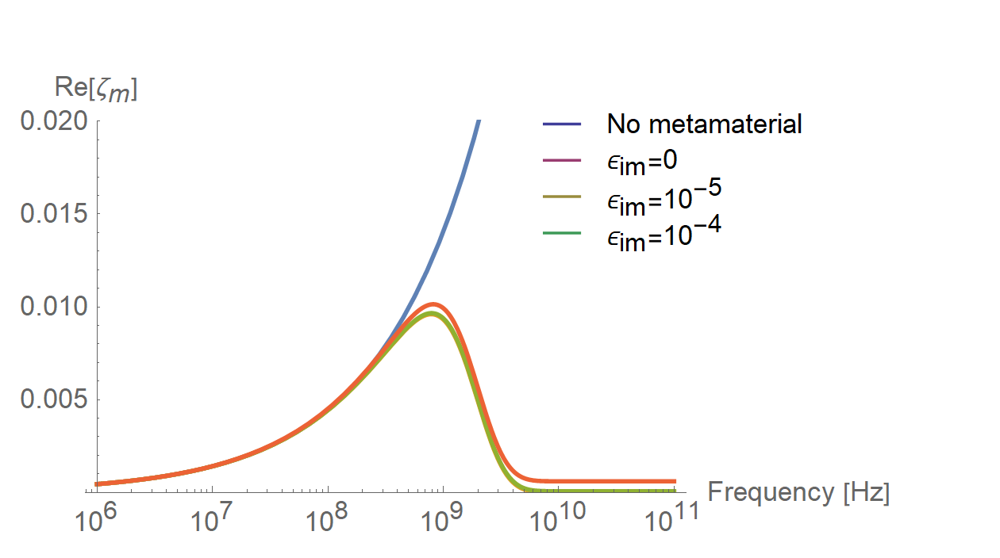 Re[ζm]
0.020
0.015
0.010
0.005
No metamaterial
ϵim=0
ϵim=10−5
ϵim=10−4
10^6 10^7 10^8 10^9 10^10 10^11
Frequency [Hz]